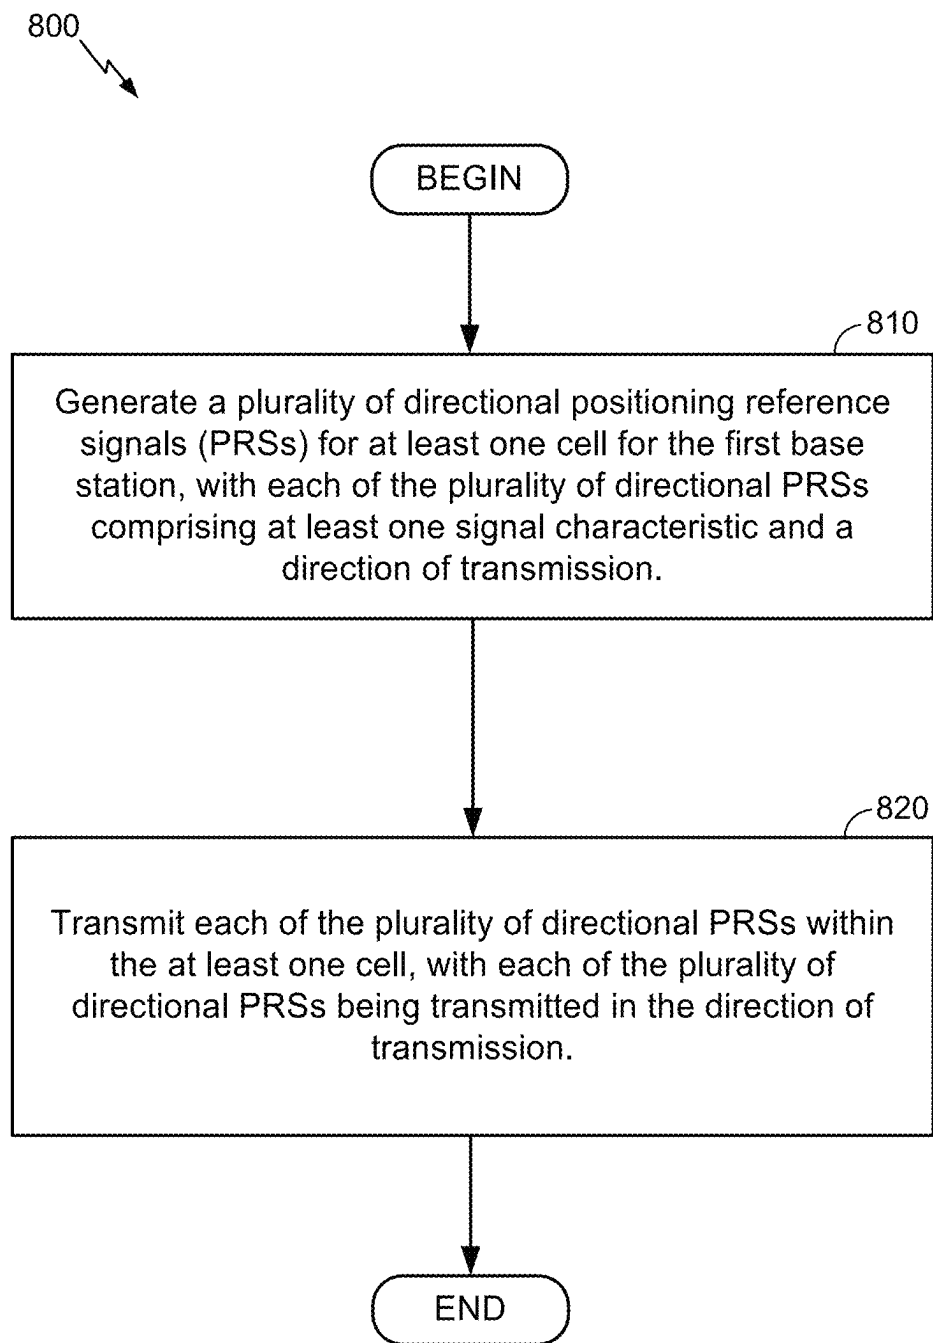 800
BEGIN
810
Generate a plurality of directional positioning reference
signals (PRSs) for at least one cell for the first base
station, with each of the plurality of directional PRSs
comprising at least one signal characteristic and a
direction of transmission.
820
Transmit each of the plurality of directional PRSs within
the at least one cell, with each of the plurality of
directional PRSs being transmitted in the direction of
transmission.
END